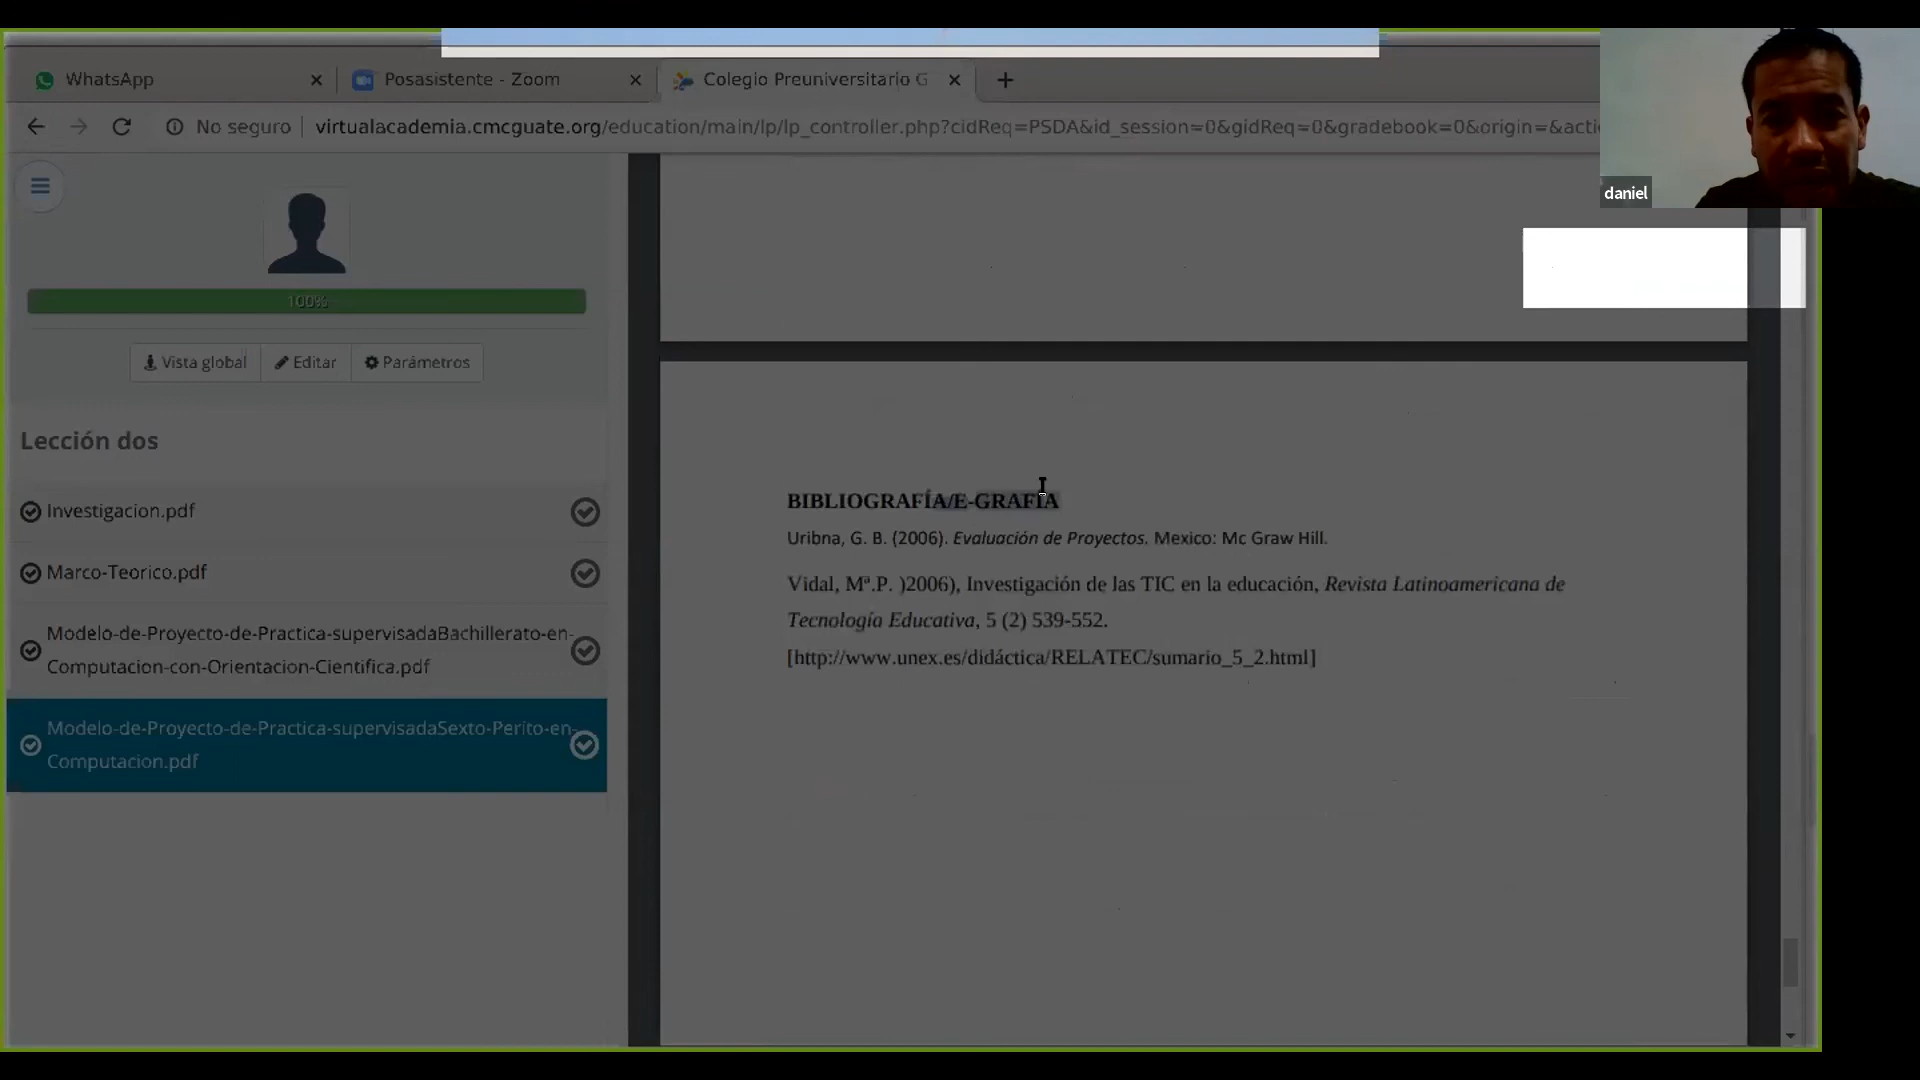 WhatsApp
Posasistente - Zoom
Colegio Preuniversitario G
daniel
No seguro
virtualacademia.cmcguate.org/education/main/lp/lp_controller.php?cidReq=PSDA&id_session=0&gidReq=0&gradebook=0&origin=&acti
100%
Vista global
Editar
Parámetros
Lección dos
Investigacion.pdf
Marco-Teorico.pdf
Modelo-de-Proyecto-de-Practica-supervisadaBachillerato-en-
Computacion-con-Orientacion-Cientifica.pdf
Modelo-de-Proyecto-de-Practica-supervisadaSexto-Perito-en-
Computacion.pdf
BIBLIOGRAFÍA/E-GRAFÍA
Uribna, G. B. (2006). Evaluación de Proyectos. Mexico: Mc Graw Hill.
Vidal, Mª.P. )2006), Investigación de las TIC en la educación, Revista Latinoamericana de
Tecnología Educativa, 5 (2) 539-552.
[http://www.unex.es/didáctica/RELATEC/sumario_5_2.html]